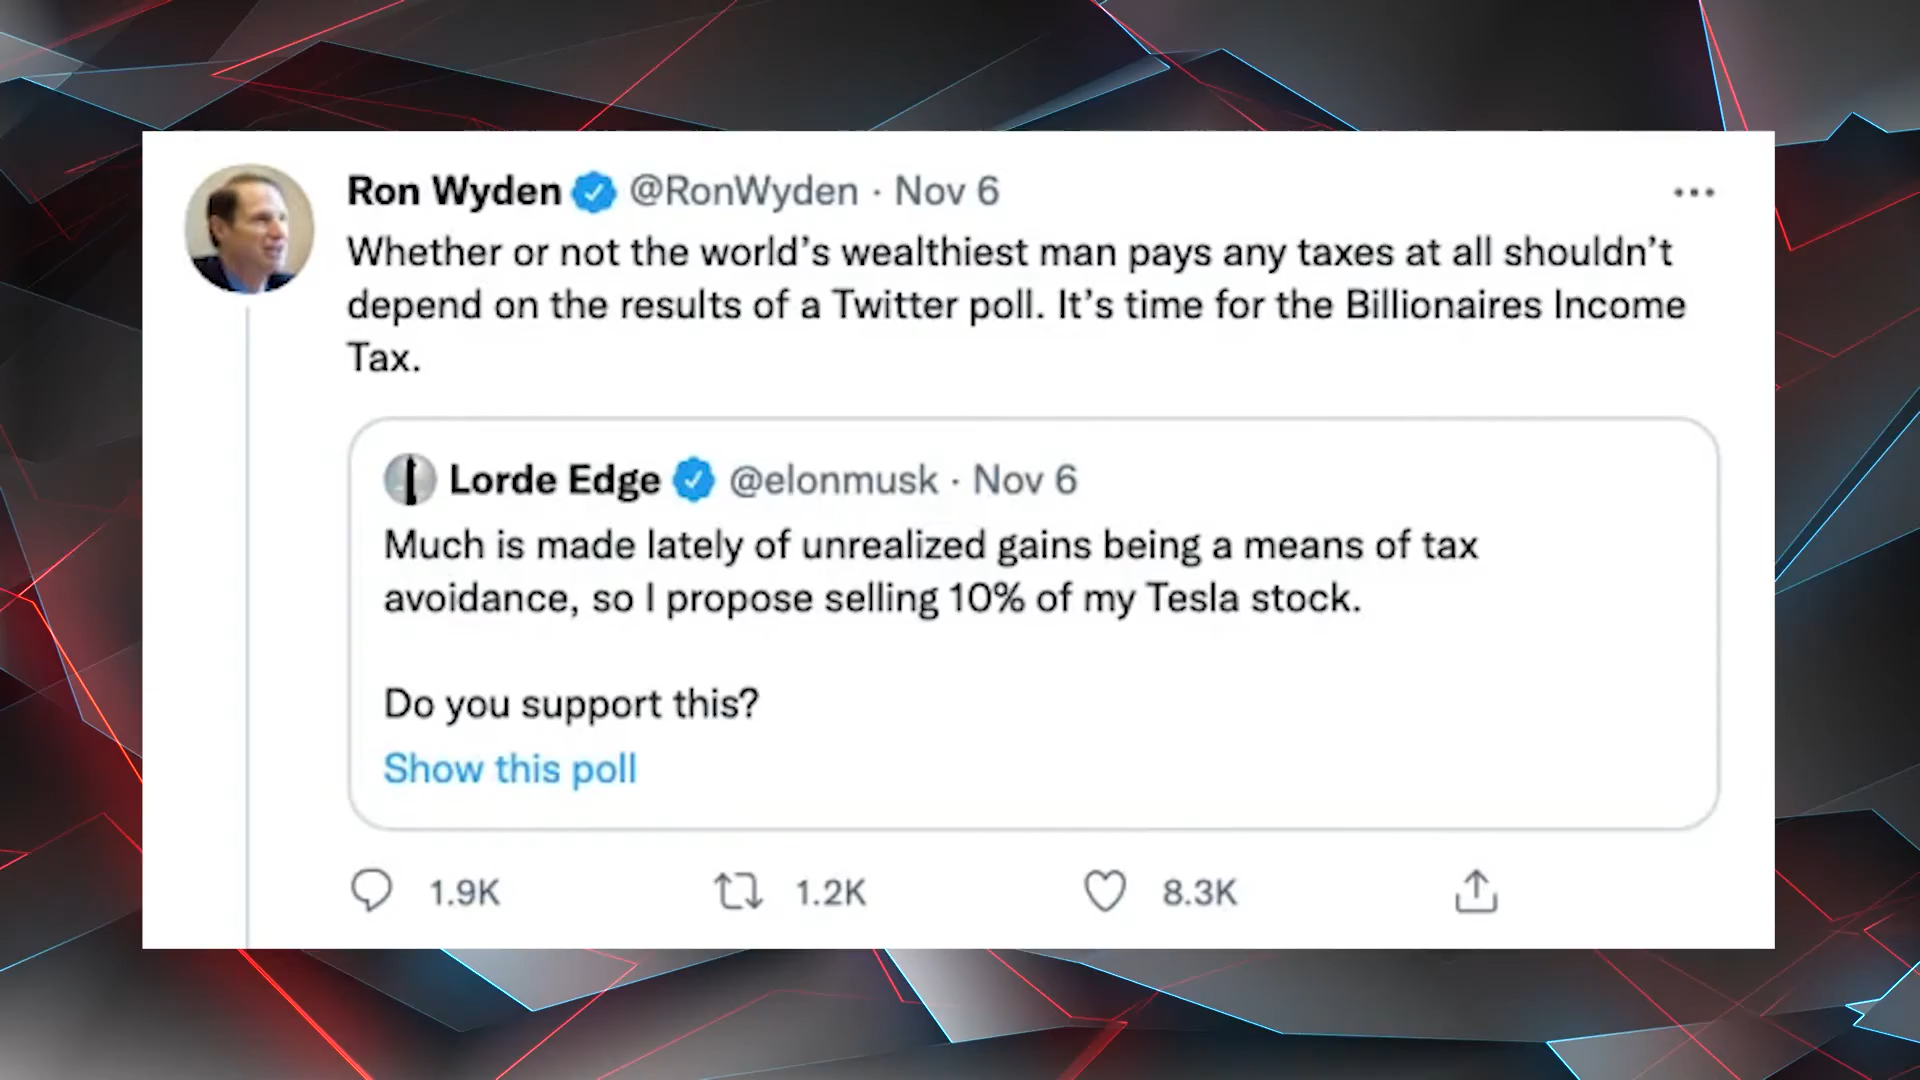 Ron Wyden @RonWyden · Nov 6
Whether or not the world’s wealthiest man pays any taxes at all shouldn’t
depend on the results of a Twitter poll. It’s time for the Billionaires Income
Tax.
Lorde Edge @elonmusk · Nov 6
Much is made lately of unrealized gains being a means of tax
avoidance, so I propose selling 10% of my Tesla stock.
Do you support this?
Show this poll
1.9K 1.2K 8.3K